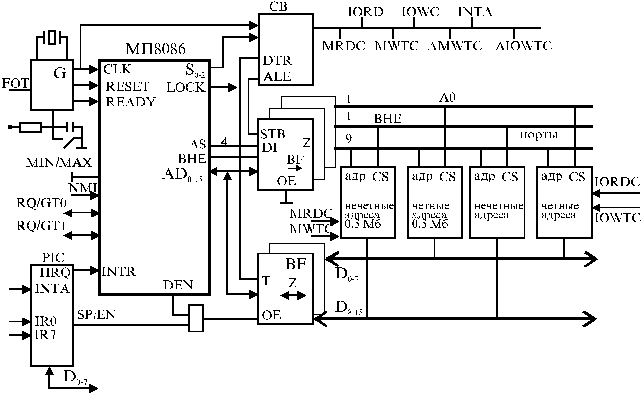 CB
IORD IOWC INTA
MRDC MWTC AMWTC AIOWTC
МП8086
G
CLK
RESET
READY
S0-2
LOCK
DTR
ALE
FOT
MIN/MAX
NMI
RQ/GT0
RQ/GT1
AS 4
BHE
AD0..15
STB
DI
Z
BF
OE
1 A0
1 BHE
9 порты
адр CS
нечетные
адреса
0.5 Мб
адр CS
четные
адреса
0.5 Мб
адр CS
нечетные
адреса
адр CS
четные
адреса
IORDC
IOWTC
MRDC
MWTC
PIC
IRQ
INTA
IR0
IR7
SP/EN
INTR
DEN
BF
T
Z
OE
D0-7
D8-15
D0-7